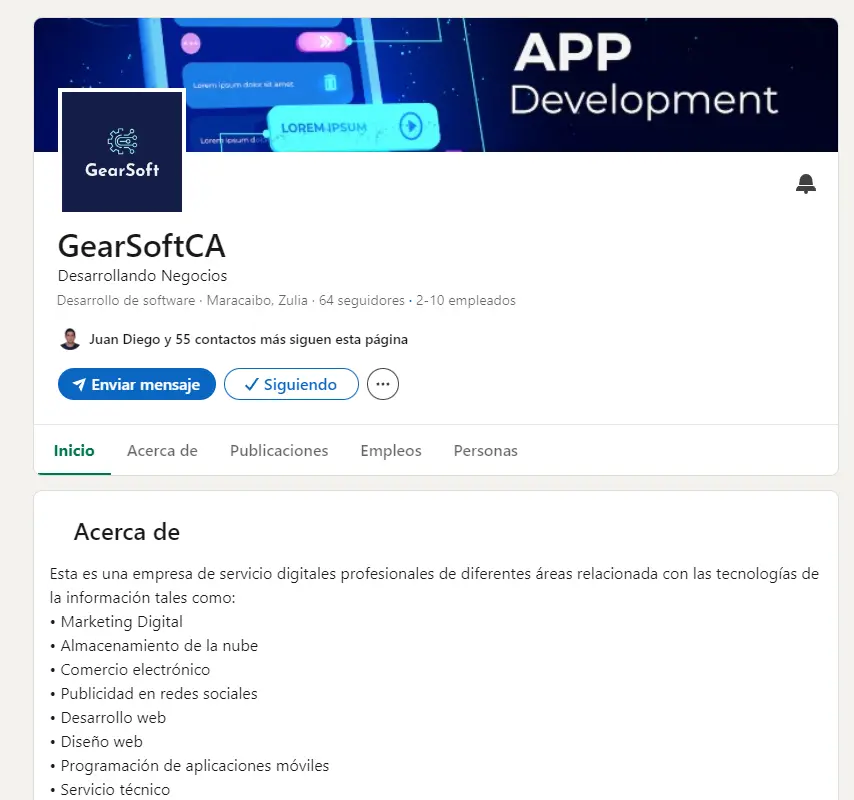 APP
Development
Lorem ipsum dolor sit amet
LOREM IPSUM
Lorem ipsum
GearSoft
GearSoftCA
Desarrollando Negocios
Desarrollo de software · Maracaibo, Zulia · 64 seguidores · 2-10 empleados
Juan Diego y 55 contactos más siguen esta página
Enviar mensaje
Siguiendo
Inicio
Acerca de
Publicaciones
Empleos
Personas
Acerca de
Esta es una empresa de servicio digitales profesionales de diferentes áreas relacionada con las tecnologías de
la información tales como:
• Marketing Digital
• Almacenamiento de la nube
• Comercio electrónico
• Publicidad en redes sociales
• Desarrollo web
• Diseño web
• Programación de aplicaciones móviles
• Servicio técnico